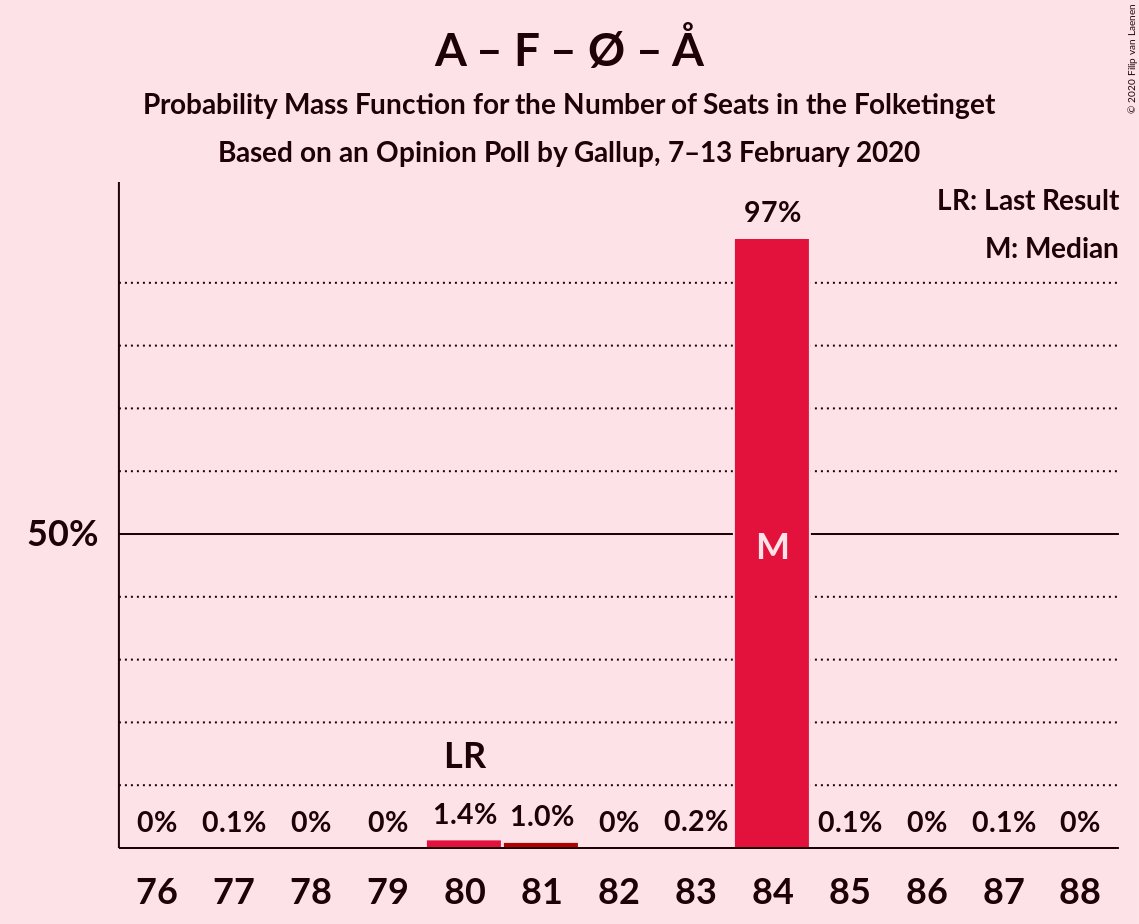 A – F – Ø – Å
Probability Mass Function for the Number of Seats in the Folketinget
Based on an Opinion Poll by Gallup, 7–13 February 2020
© 2020 Filip van Laenen
LR: Last Result
M: Median
97%
50%
M
LR
0% 0.1% 0% 0% 1.4% 1.0% 0% 0.2% 0.1% 0% 0.1% 0%
76 77 78 79 80 81 82 83 84 85 86 87 88